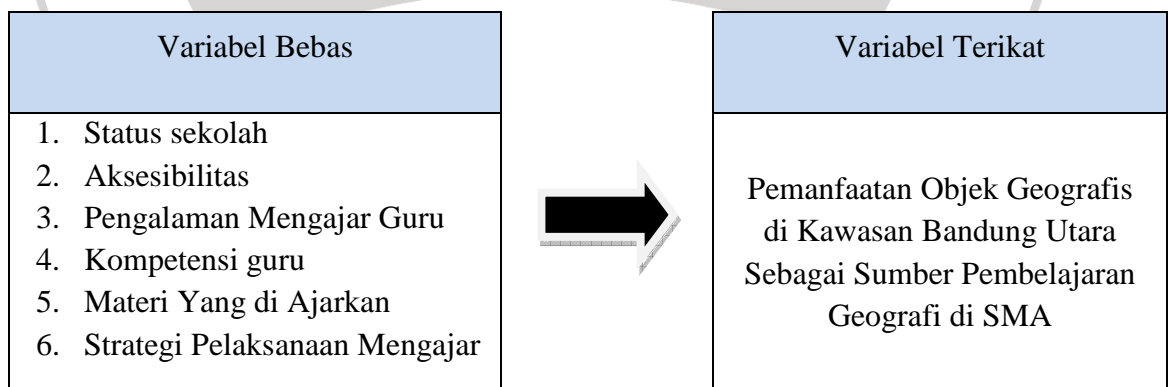 Variabel Bebas
1. Status sekolah
2. Aksesibilitas
3. Pengalaman Mengajar Guru
4. Kompetensi guru
5. Materi Yang di Ajarkan
6. Strategi Pelaksanaan Mengajar
Variabel Terikat
Pemanfaatan Objek Geografis
di Kawasan Bandung Utara
Sebagai Sumber Pembelajaran
Geografi di SMA